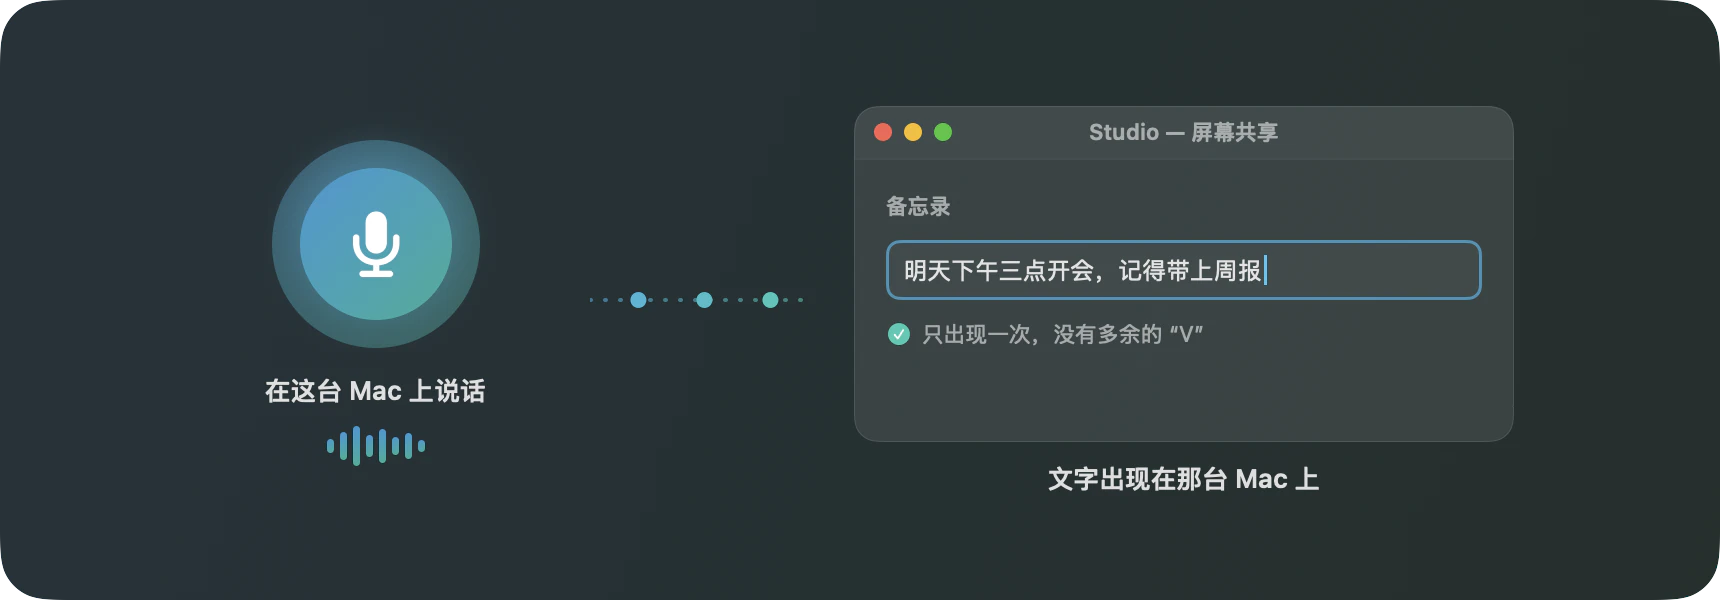 在这台 Mac 上说话
Studio — 屏幕共享
备忘录
明天下午三点开会，记得带上周报
只出现一次，没有多余的 “V”
文字出现在那台 Mac 上